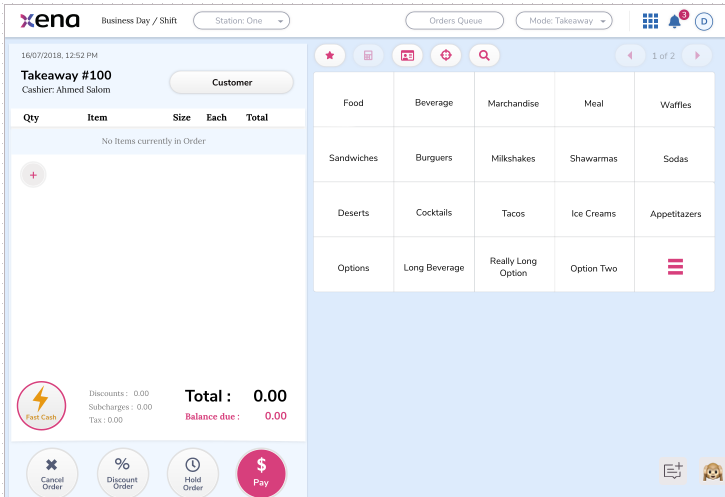 xena
Business Day / Shift
Station: One
Orders Queue
Mode: Takeaway
3
D
16/07/2018, 12:52 PM
Takeaway #100
Cashier: Ahmed Salom
Customer
1 of 2
Qty Item Size Each Total
No Items currently in Order
+
Food Beverage Marchandise Meal Waffles
Sandwiches Burguers Milkshakes Shawarmas Sodas
Deserts Cocktails Tacos Ice Creams Appetitazers
Options Long Beverage Really Long Option Option Two
Fast Cash
Discounts : 0.00
Subcharges : 0.00
Tax : 0.00
Total : 0.00
Balance due : 0.00
Cancel Order
% Discount Order
Hold Order
$ Pay